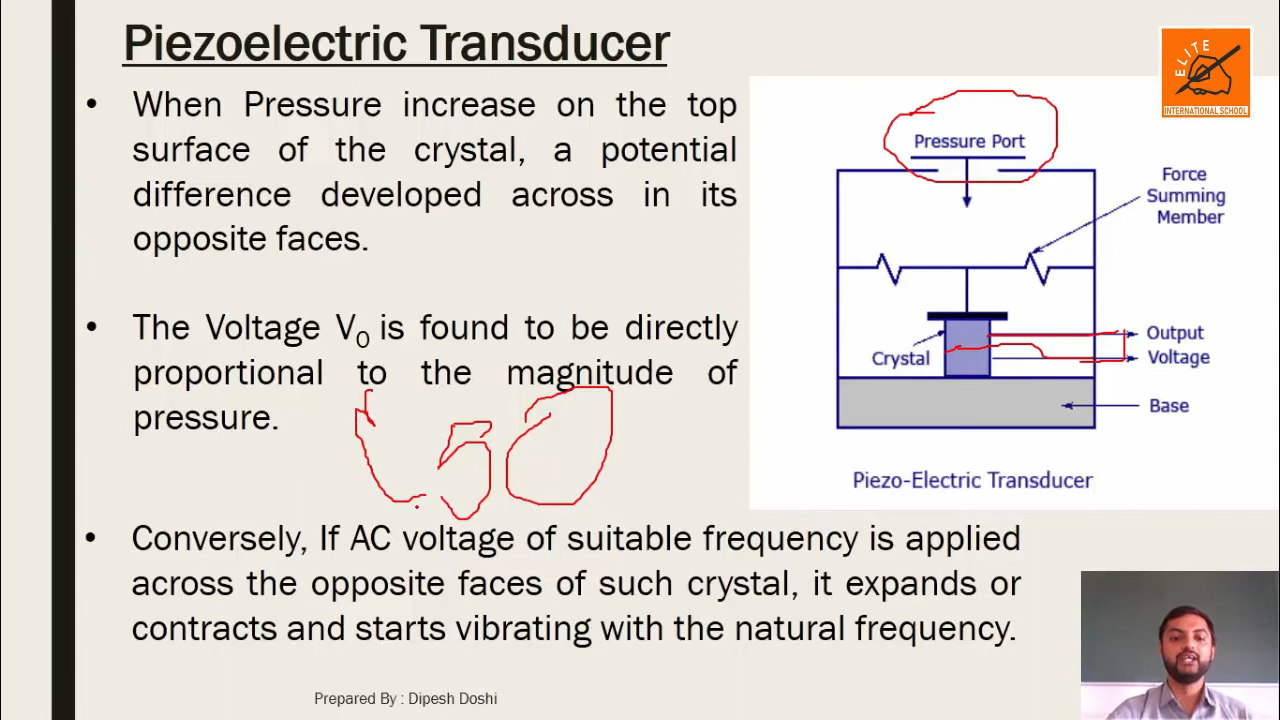 Piezoelectric Transducer
• When Pressure increase on the top
surface of the crystal, a potential
difference developed across in its
opposite faces.
• The Voltage V₀ is found to be directly
proportional to the magnitude of
pressure.
50
• Conversely, If AC voltage of suitable frequency is applied
across the opposite faces of such crystal, it expands or
contracts and starts vibrating with the natural frequency.
Prepared By : Dipesh Doshi
ELITE
INTERNATIONAL SCHOOL
Pressure Port
Force
Summing
Member
Crystal
Output
Voltage
Base
Piezo-Electric Transducer